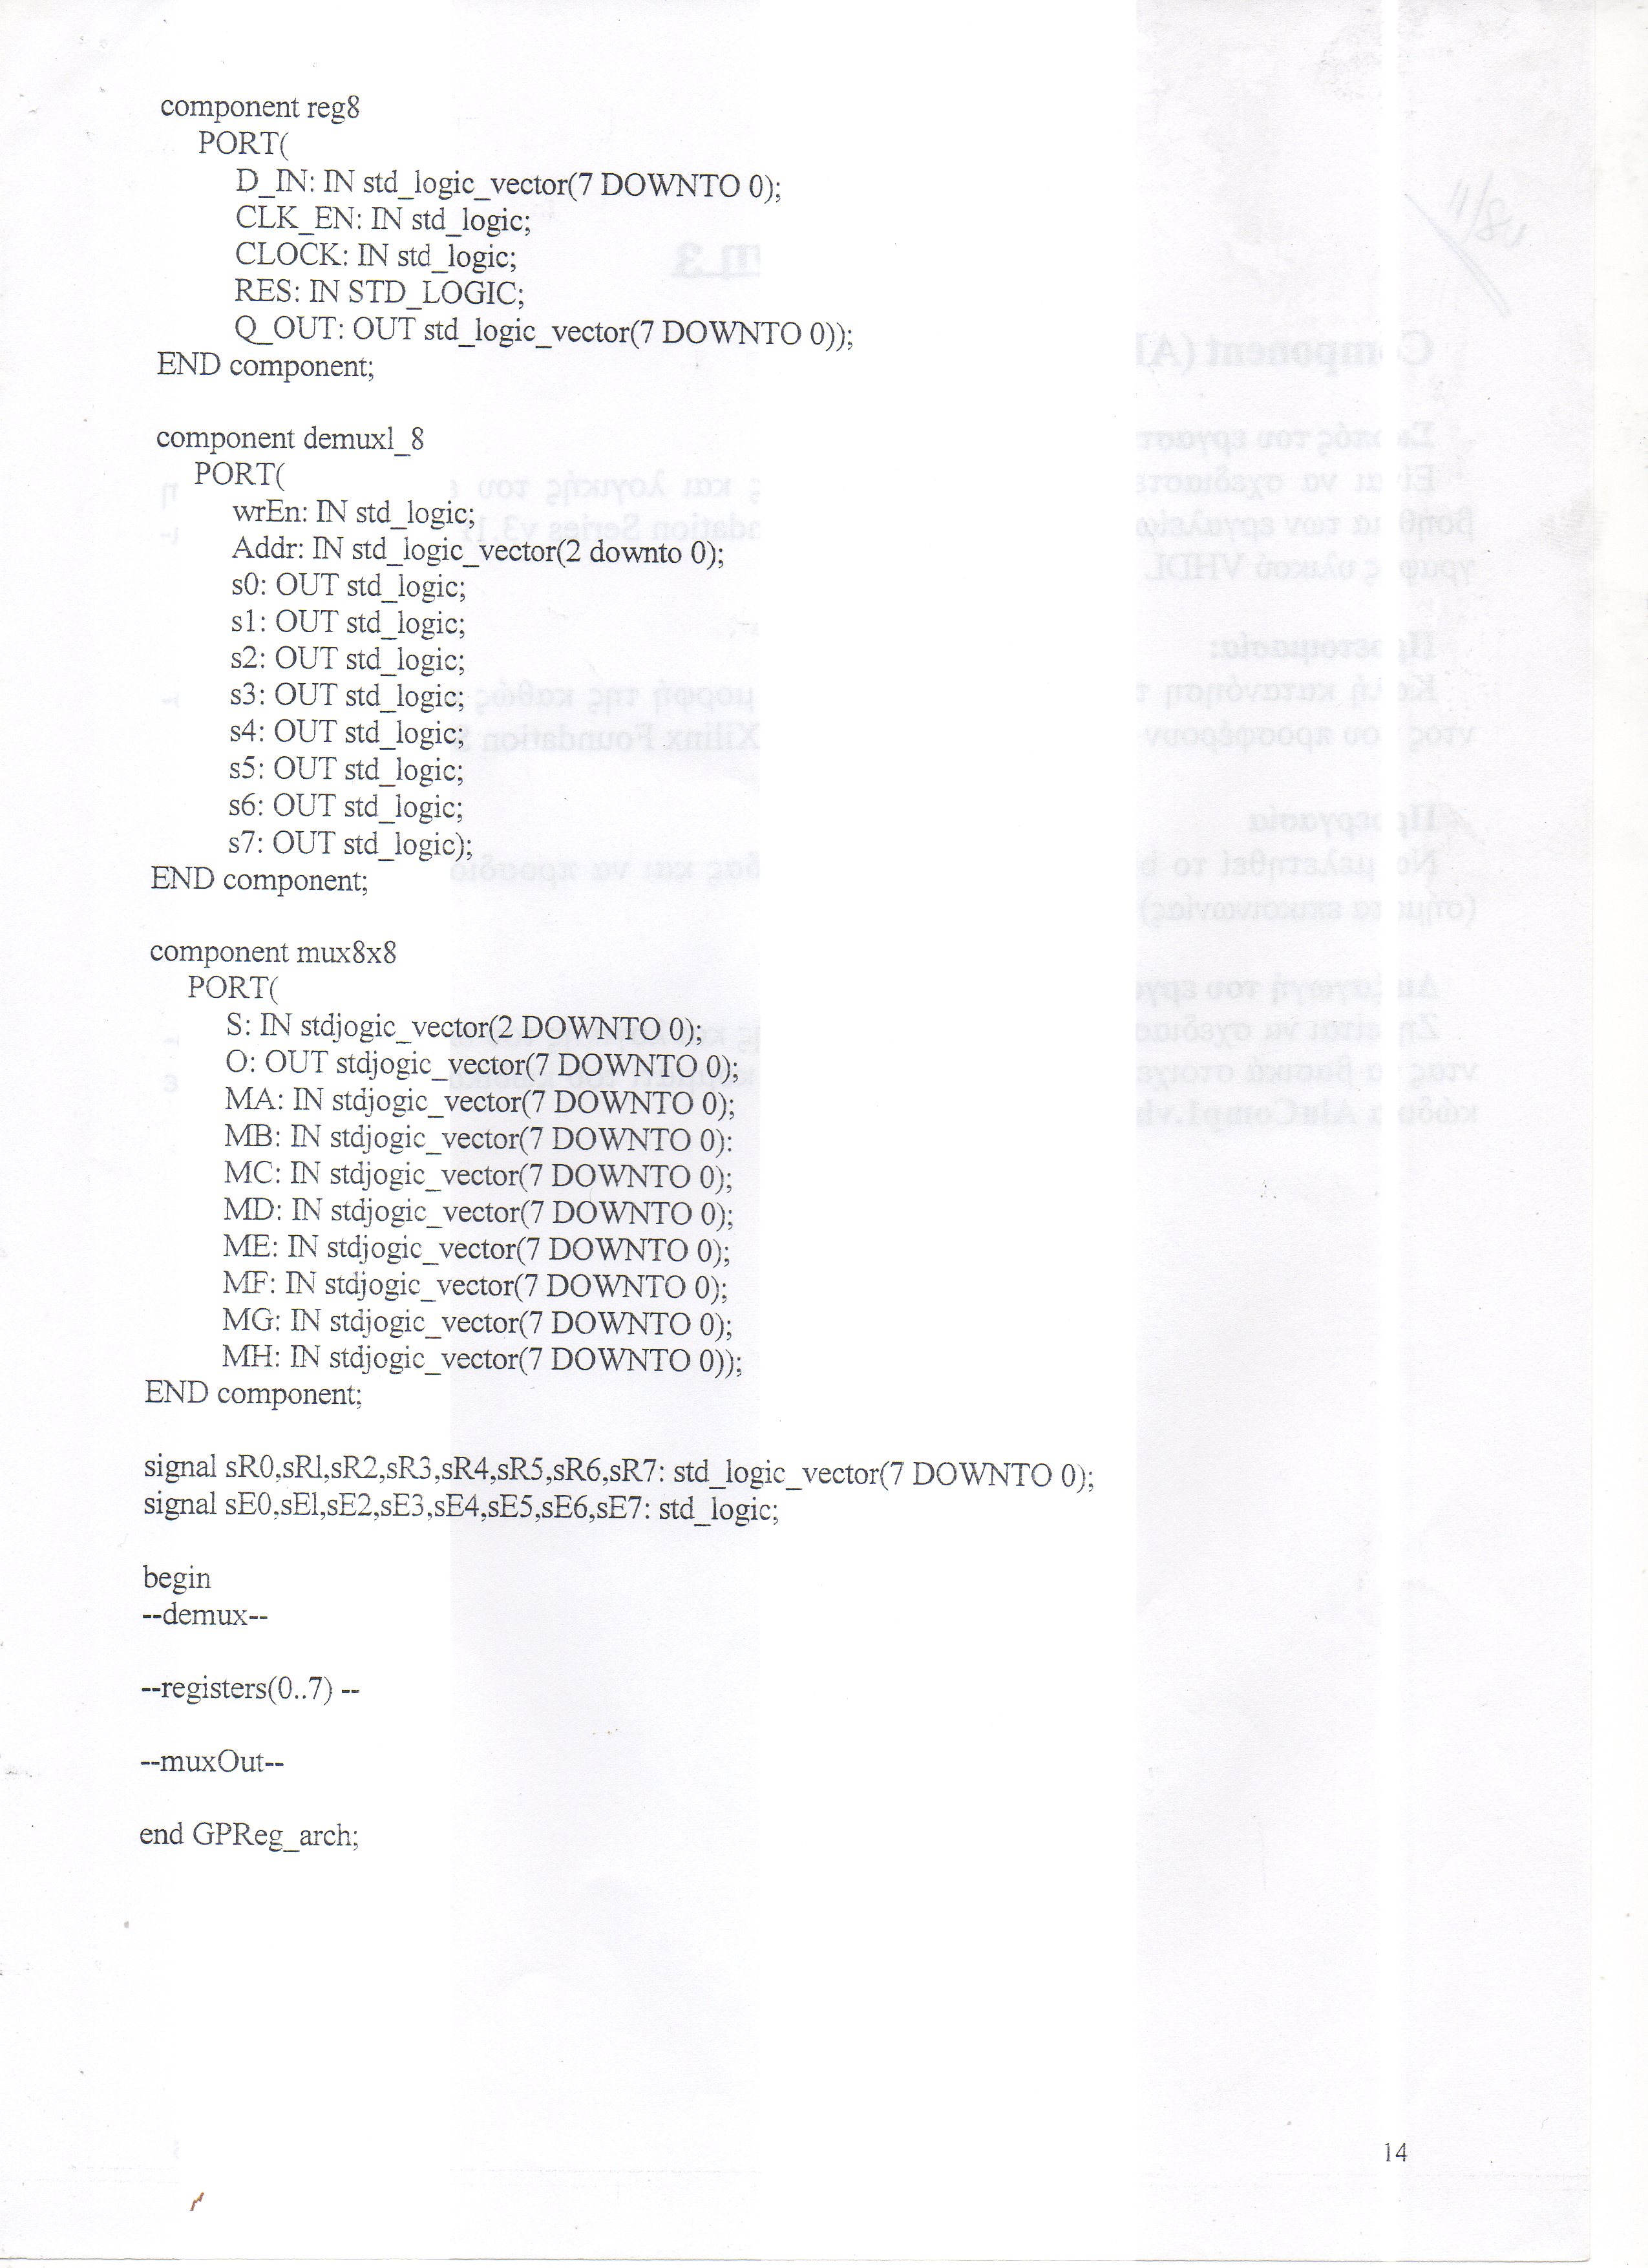 component reg8
PORT(
D_IN: IN std_logic_vector(7 DOWNTO 0);
CLK_EN: IN std_logic;
CLOCK: IN std_logic;
RES: IN STD_LOGIC;
Q_OUT: OUT std_logic_vector(7 DOWNTO 0));
END component;
component demuxl_8
PORT(
wrEn: IN std_logic;
Addr: IN std_logic_vector(2 downto 0);
s0: OUT std_logic;
s1: OUT std_logic;
s2: OUT std_logic;
s3: OUT std_logic;
s4: OUT std_logic;
s5: OUT std_logic;
s6: OUT std_logic;
s7: OUT std_logic);
END component;
component mux8x8
PORT(
S: IN stdjogic_vector(2 DOWNTO 0);
O: OUT stdjogic_vector(7 DOWNTO 0);
MA: IN stdjogic_vector(7 DOWNTO 0);
MB: IN stdjogic_vector(7 DOWNTO 0):
MC: IN stdjogic_vector(7 DOWNTO 0);
MD: IN stdjogic_vector(7 DOWNTO 0);
ME: IN stdjogic_vector(7 DOWNTO 0);
MF: IN stdjogic_vector(7 DOWNTO 0);
MG: IN stdjogic_vector(7 DOWNTO 0);
MH: IN stdjogic_vector(7 DOWNTO 0));
END component;
signal sR0,sRl,sR2,sR3,sR4,sR5,sR6,sR7: std_logic_vector(7 DOWNTO 0);
signal sE0,sEl,sE2,sE3,sE4,sE5,sE6,sE7: std_logic;
begin
--demux--
--registers(0..7) --
--muxOut--
end GPReg_arch;
14